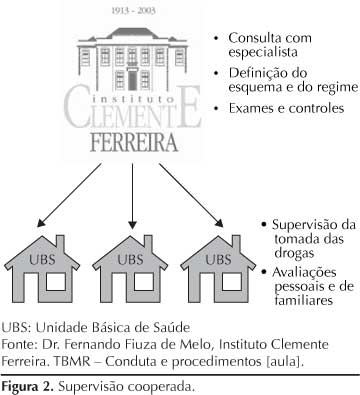 1913 - 2003
instituto
CLEMENTE
FERREIRA
• Consulta com
especialista
• Definição do
esquema e do regime
• Exames e controles
UBS
UBS
UBS
• Supervisão da
tomada das
drogas
• Avaliações
pessoais e de
familiares
UBS: Unidade Básica de Saúde
Fonte: Dr. Fernando Fiuza de Melo, Instituto Clemente
Ferreira. TBMR – Conduta e procedimentos [aula].
Figura 2. Supervisão cooperada.